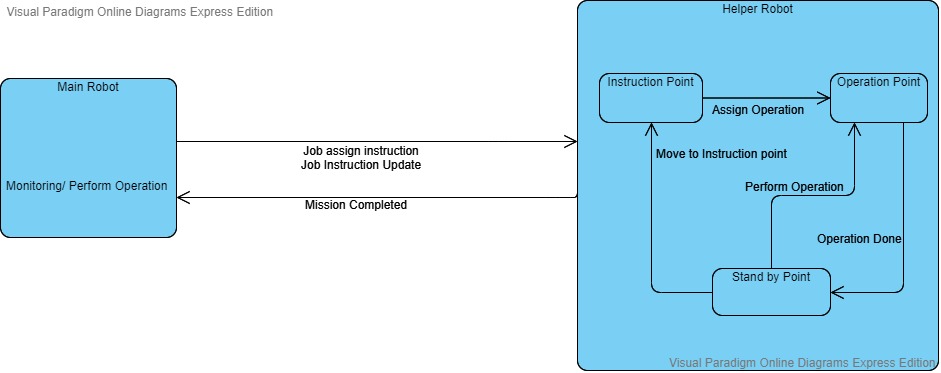 Visual Paradigm Online Diagrams Express Edition
Helper Robot
Main Robot
Monitoring/ Perform Operation
Job assign instruction
Job Instruction Update
Mission Completed
Instruction Point
Operation Point
Assign Operation
Move to Instruction point
Perform Operation
Operation Done
Stand by Point
Visual Paradigm Online Diagrams Express Edition